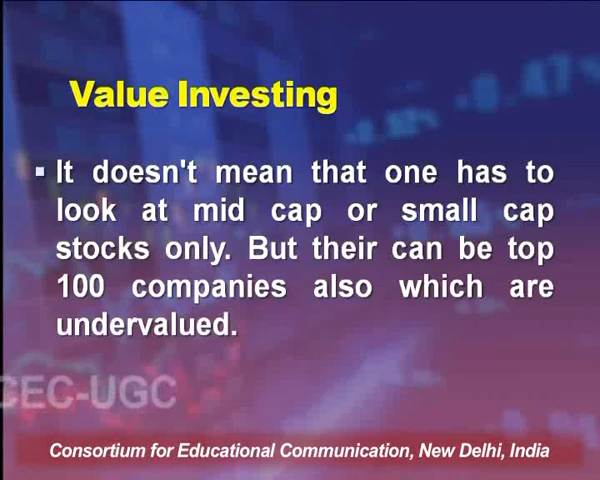 Value Investing
▪ It doesn't mean that one has to
look at mid cap or small cap
stocks only. But their can be top
100 companies also which are
undervalued.
CEC-UGC
Consortium for Educational Communication, New Delhi, India